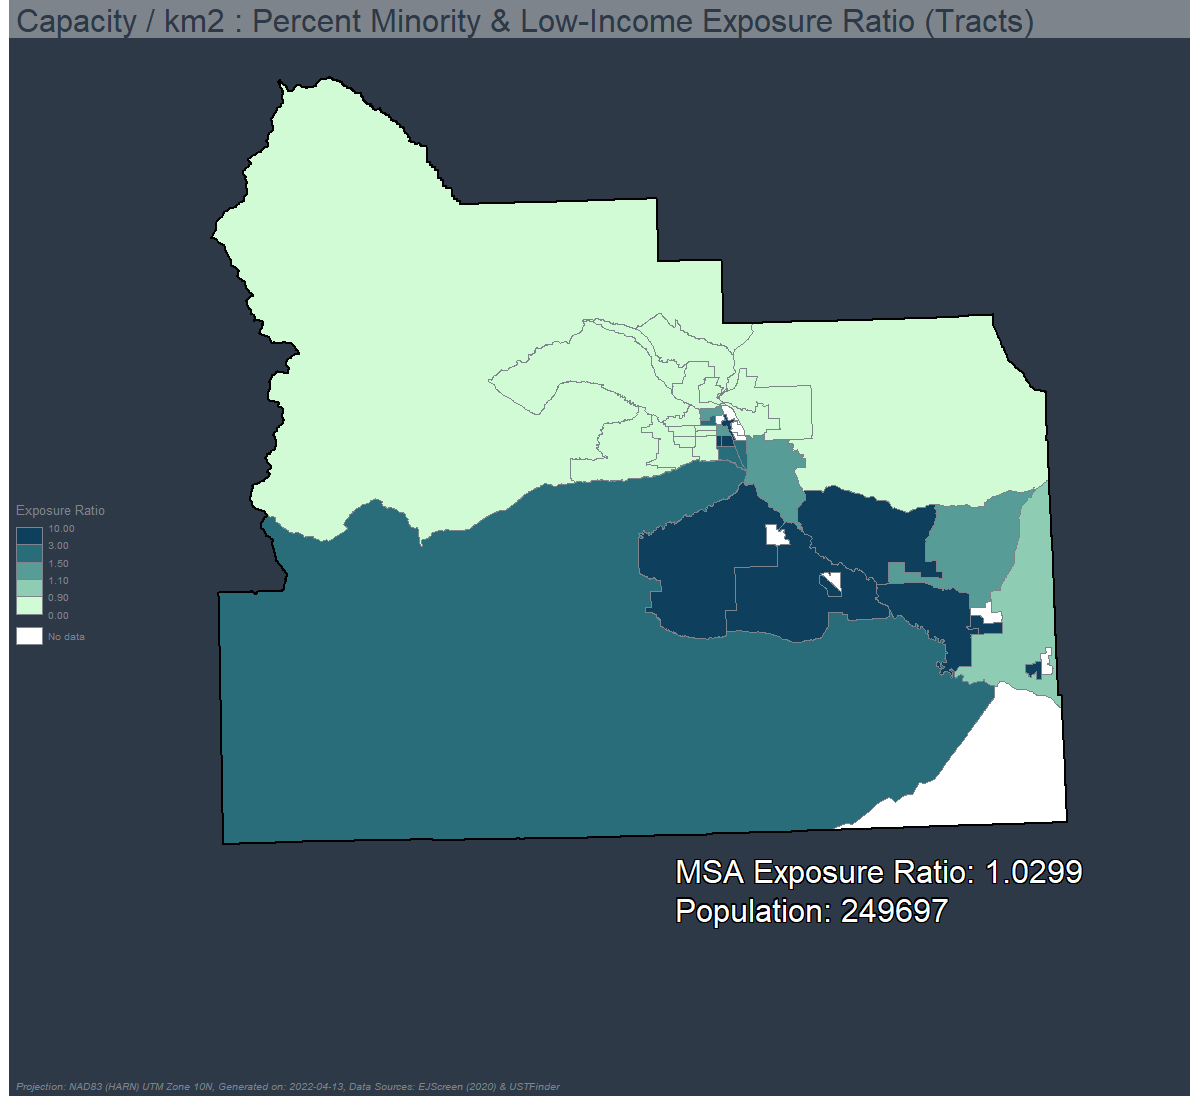 Capacity / km2 : Percent Minority & Low-Income Exposure Ratio (Tracts)
Exposure Ratio
10.00
3.00
1.50
1.10
0.90
0.00
No data
MSA Exposure Ratio: 1.0299
Population: 249697
Projection: NAD83 (HARN) UTM Zone 10N, Generated on: 2022-04-13, Data Sources: EJScreen (2020) & USTFinder